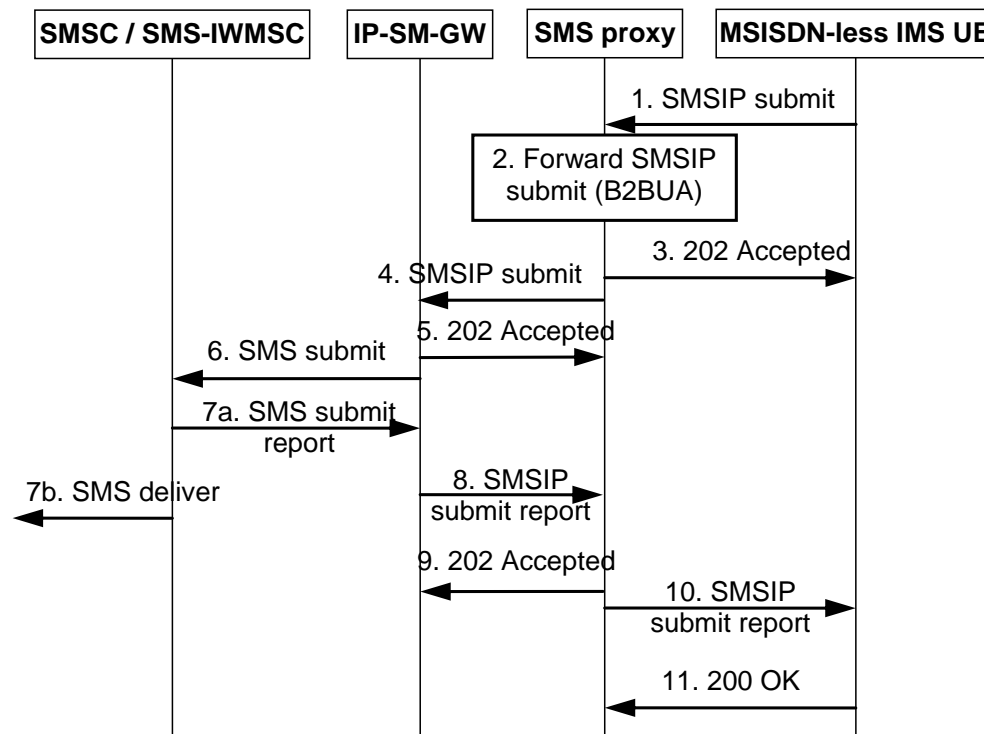 SMSC / SMS-IWMSC
IP-SM-GW
SMS proxy
MSISDN-less IMS UE
1. SMSIP submit
2. Forward SMSIP
submit (B2BUA)
3. 202 Accepted
4. SMSIP submit
5. 202 Accepted
6. SMS submit
7a. SMS submit
report
7b. SMS deliver
8. SMSIP
submit report
9. 202 Accepted
10. SMSIP
submit report
11. 200 OK